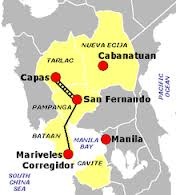 NUEVA ECIJA
Cabanatuan
TARLAC
Capas
San Fernando
PAMPANGA
PACIFIC
OCEAN
BATAAN
MANILA
BAY
Manila
Mariveles
Corregidor
CAVITE
SOUTH
CHINA
SEA